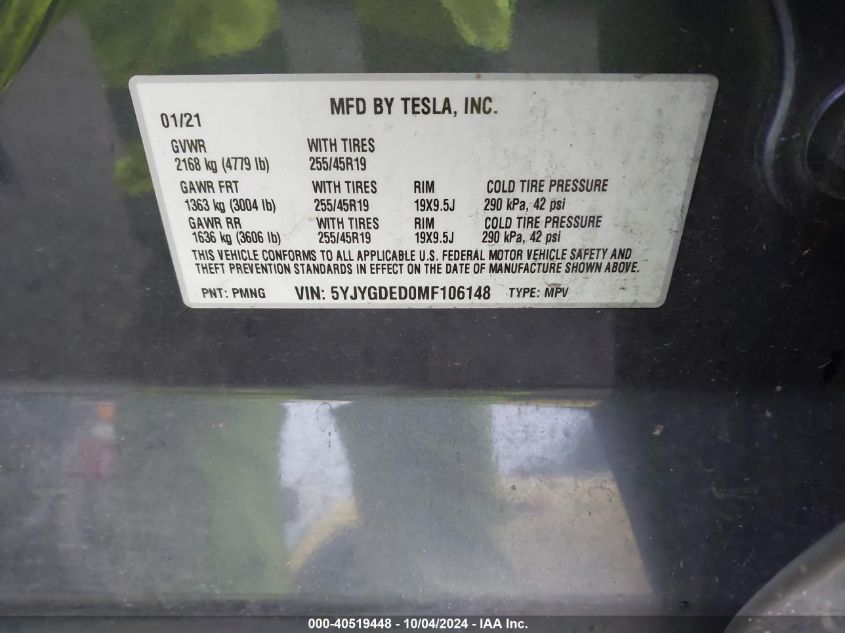 MFD BY TESLA, INC.
01/21
GVWR WITH TIRES
2168 kg (4779 lb) 255/45R19
GAWR FRT WITH TIRES RIM COLD TIRE PRESSURE
1363 kg (3004 lb) 255/45R19 19X9.5J 290 kPa, 42 psi
GAWR RR WITH TIRES RIM COLD TIRE PRESSURE
1636 kg (3606 lb) 255/45R19 19X9.5J 290 kPa, 42 psi
THIS VEHICLE CONFORMS TO ALL APPLICABLE U.S. FEDERAL MOTOR VEHICLE SAFETY AND
THEFT PREVENTION STANDARDS IN EFFECT ON THE DATE OF MANUFACTURE SHOWN ABOVE.
PNT: PMNG VIN: 5YJYGDED0MF106148 TYPE: MPV
000-40519448 - 10/04/2024 - IAA Inc.